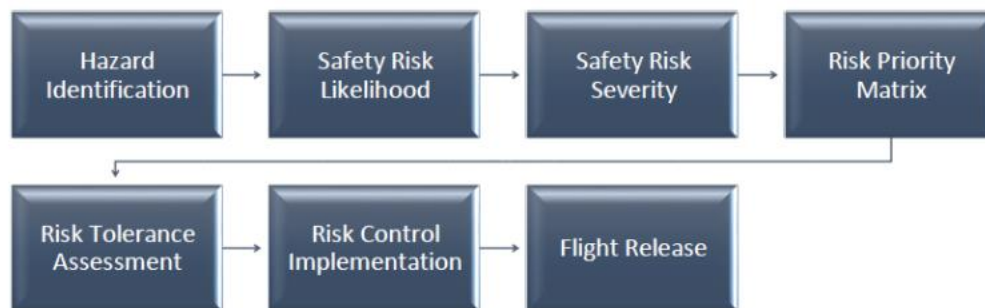 Hazard
Identification
Safety Risk
Likelihood
Safety Risk
Severity
Risk Priority
Matrix
Risk Tolerance
Assessment
Risk Control
Implementation
Flight Release